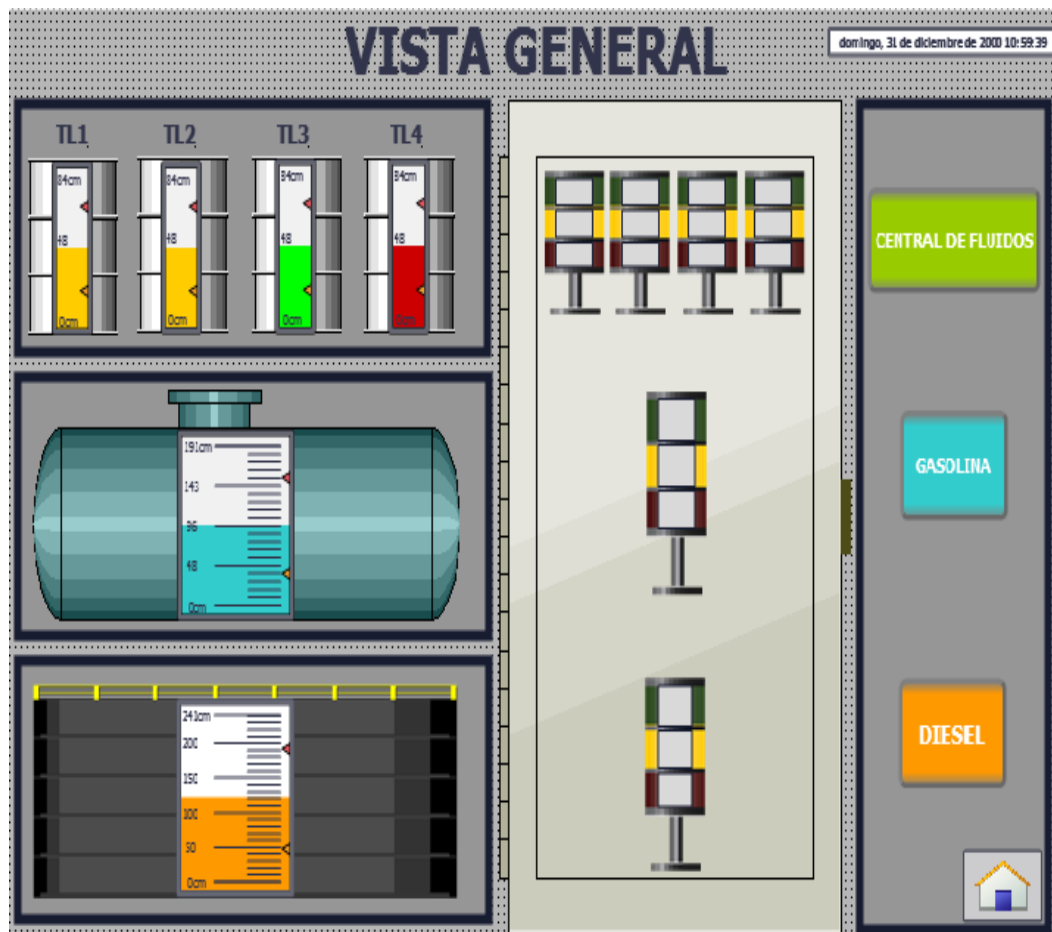 VISTA GENERAL
domingo, 31 de diciembre de 2000 10:59:39
TL1 TL2 TL3 TL4
84cm 84cm 84cm 84cm
48 48 48 48
0cm 0cm 0cm 0cm
CENTRAL DE FLUIDOS
191cm
143
96
48
0cm
GASOLINA
241cm
200
150
100
50
0cm
DIESEL